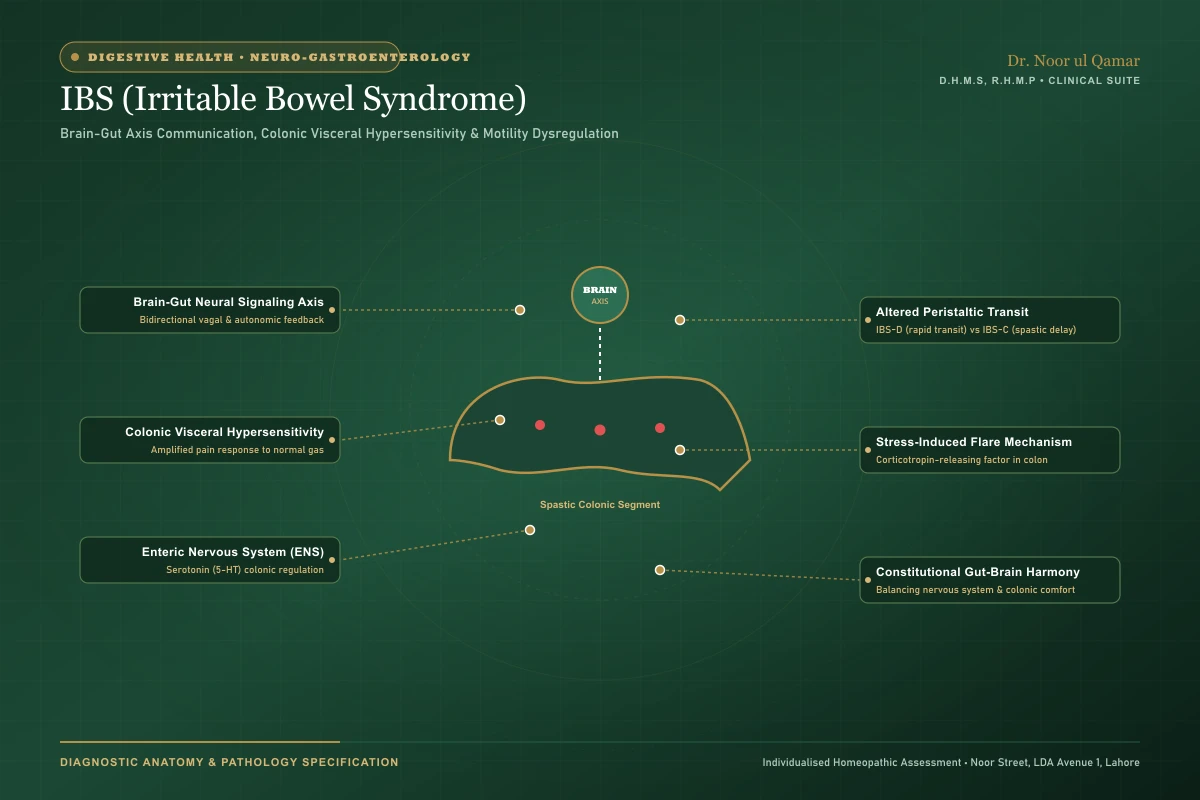 DIGESTIVE HEALTH • NEURO-GASTROENTEROLOGY
IBS (Irritable Bowel Syndrome)
Brain-Gut Axis Communication, Colonic Visceral Hypersensitivity & Motility Dysregulation
Dr. Noor ul Qamar
D.H.M.S, R.H.M.P • CLINICAL SUITE
BRAIN
AXIS
Brain-Gut Neural Signaling Axis
Bidirectional vagal & autonomic feedback
Colonic Visceral Hypersensitivity
Amplified pain response to normal gas
Enteric Nervous System (ENS)
Serotonin (5-HT) colonic regulation
Altered Peristaltic Transit
IBS-D (rapid transit) vs IBS-C (spastic delay)
Stress-Induced Flare Mechanism
Corticotropin-releasing factor in colon
Constitutional Gut-Brain Harmony
Balancing nervous system & colonic comfort
Spastic Colonic Segment
DIAGNOSTIC ANATOMY & PATHOLOGY SPECIFICATION
Individualised Homeopathic Assessment • Noor Street, LDA Avenue 1, Lahore